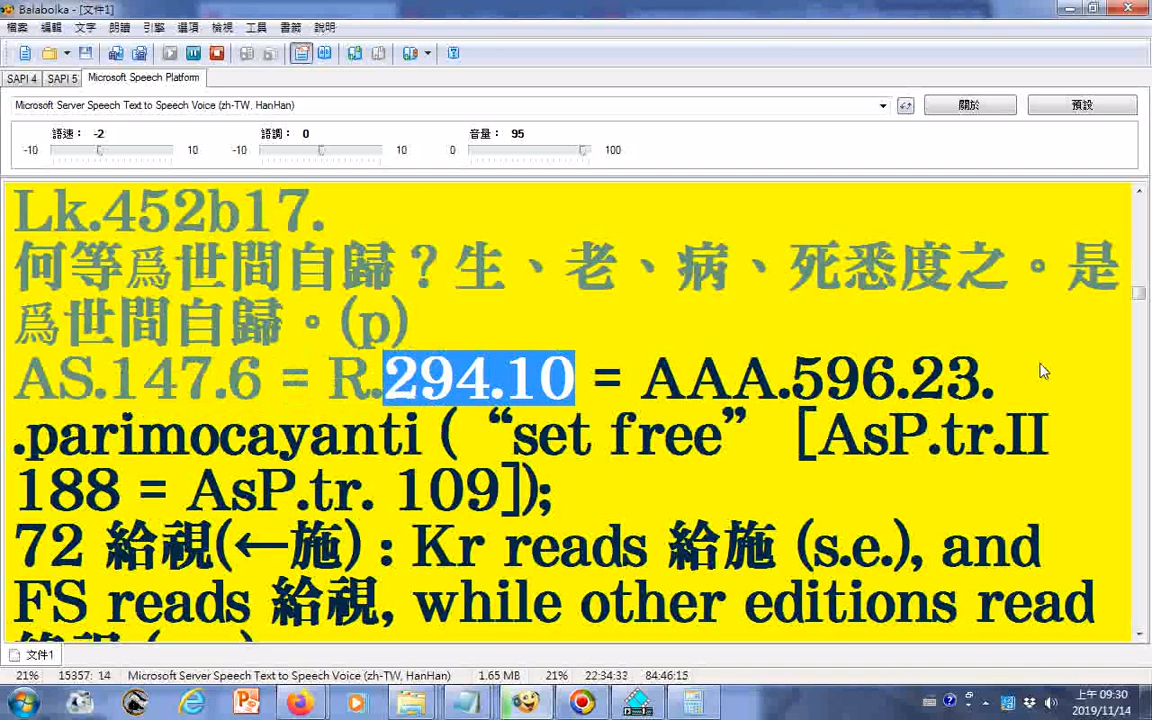 Balabolka - [文件1]
檔案 編輯 文字 朗讀 引擎 選項 檢視 工具 書籤 說明
SAPI 4 SAPI 5 Microsoft Speech Platform
Microsoft Server Speech Text to Speech Voice (zh-TW, HanHan) 關於 預設
語速： -2 語調： 0 音量： 95
-10 10 -10 10 0 100
Lk.452b17.
何等爲世間自歸？生、老、病、死悉度之。是
爲世間自歸。(p)
AS.147.6 = R.294.10 = AAA.596.23.
.parimocayanti (“set free” [AsP.tr.II
188 = AsP.tr. 109]);
72 給視(←施) : Kr reads 給施 (s.e.), and
FS reads 給視, while other editions read
文件1
21% 15357: 14 Microsoft Server Speech Text to Speech Voice (zh-TW, HanHan) 1.65 MB 21% 22:34:33 84:46:15
上午 09:30
2019/11/14